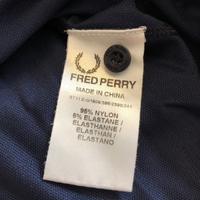 FRED PERRY
MADE IN CHINA
95% NYLON
5% ELASTANE /
ELASTHANNE /
ELASTHAN /
ELASTANO